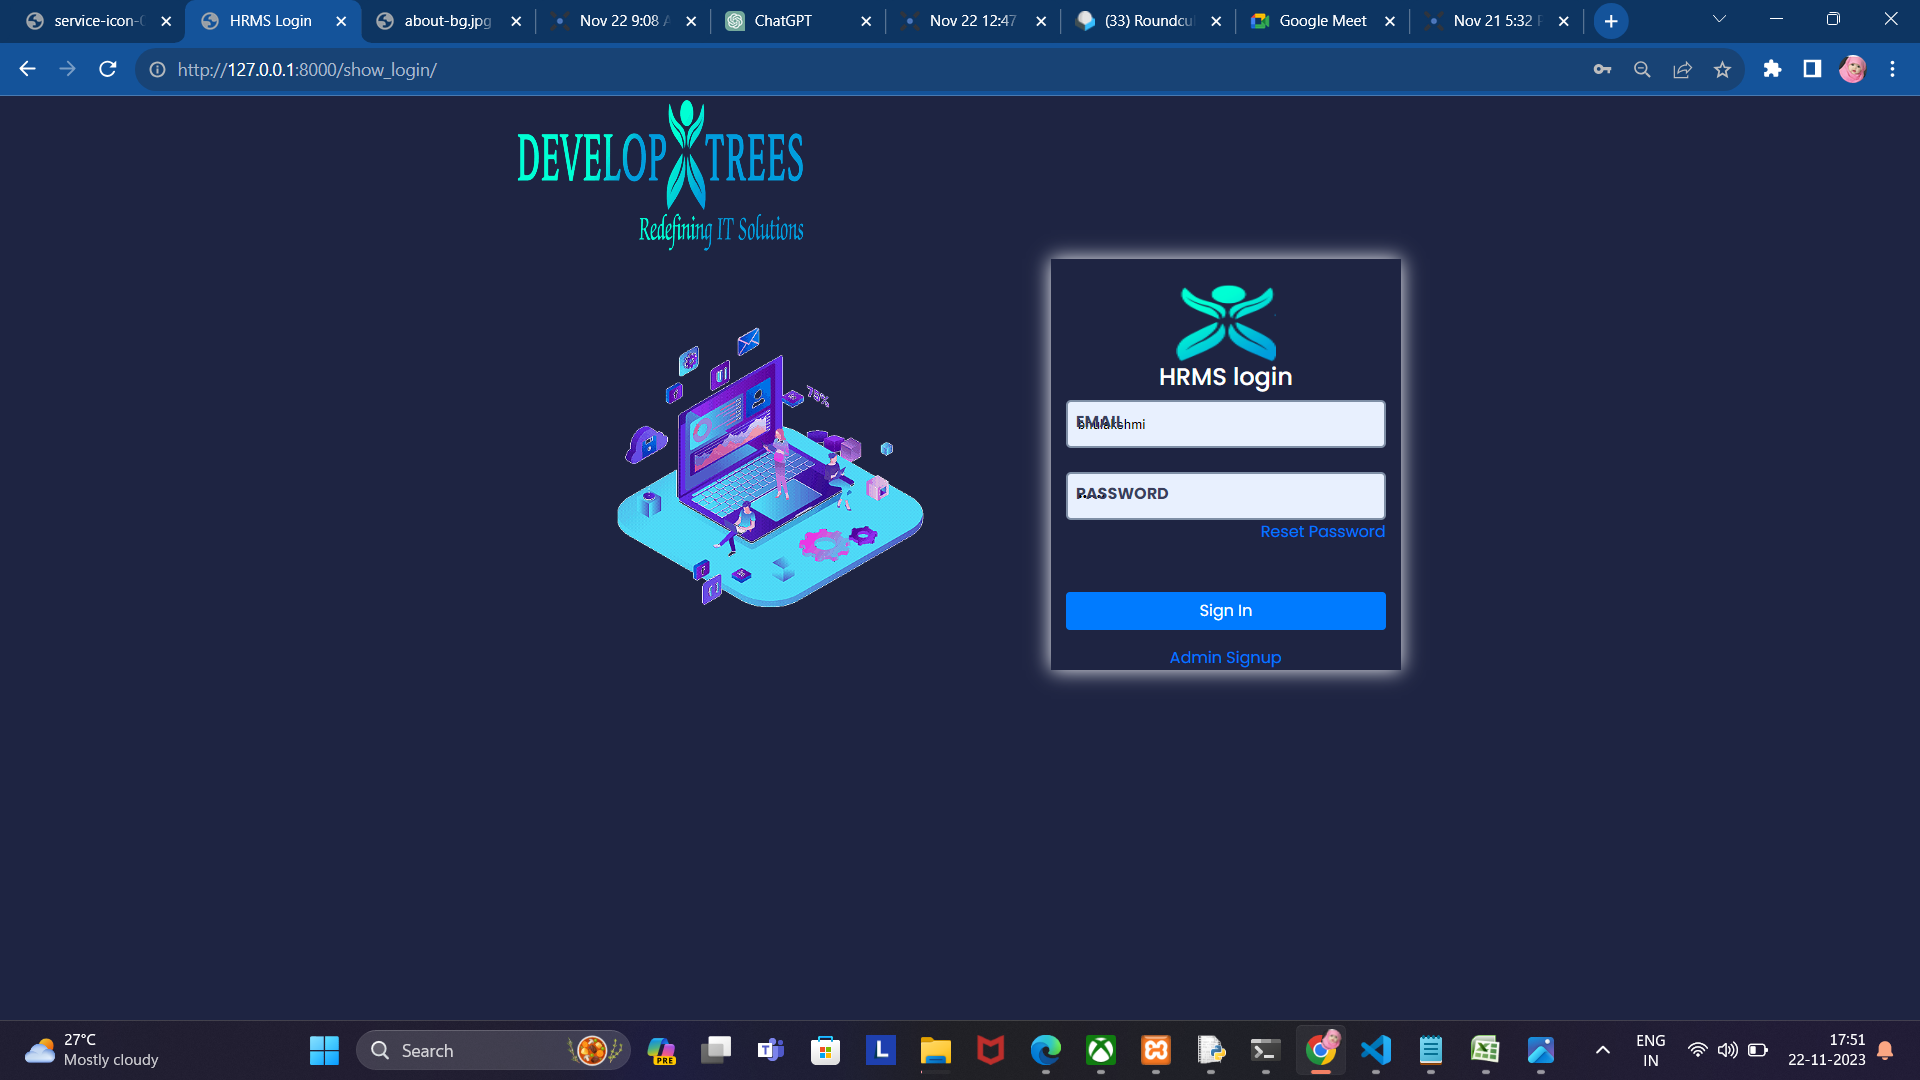 service-icon-0
HRMS Login
about-bg.jpg
Nov 22 9:08 A
ChatGPT
Nov 22 12:47
(33) Roundcu
Google Meet
Nov 21 5:32 P
http://127.0.0.1:8000/show_login/
DEVELOP TREES
Redefining IT Solutions
75%
HRMS login
EMAIL
bhulakshmi
PASSWORD
Reset Password
Sign In
Admin Signup
27°C
Mostly cloudy
Search
PRE
L
ENG
IN
17:51
22-11-2023